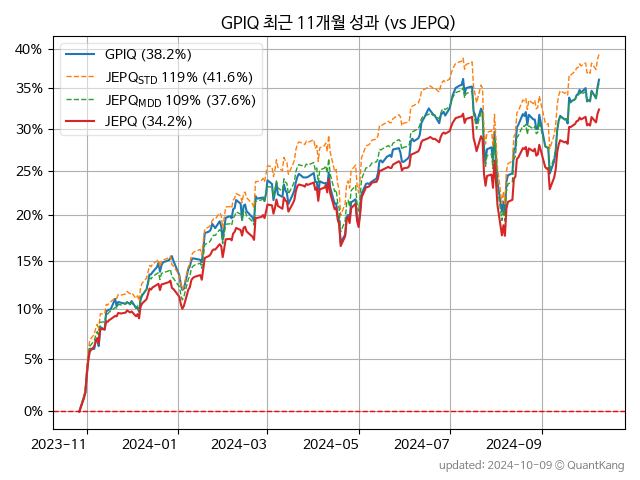 GPIQ 최근 11개월 성과 (vs JEPQ)
GPIQ (38.2%)
JEPQSTD 119% (41.6%)
JEPQMDD 109% (37.6%)
JEPQ (34.2%)
40%
35%
30%
25%
20%
15%
10%
5%
0%
2023-11 2024-01 2024-03 2024-05 2024-07 2024-09
updated: 2024-10-09 © QuantKang